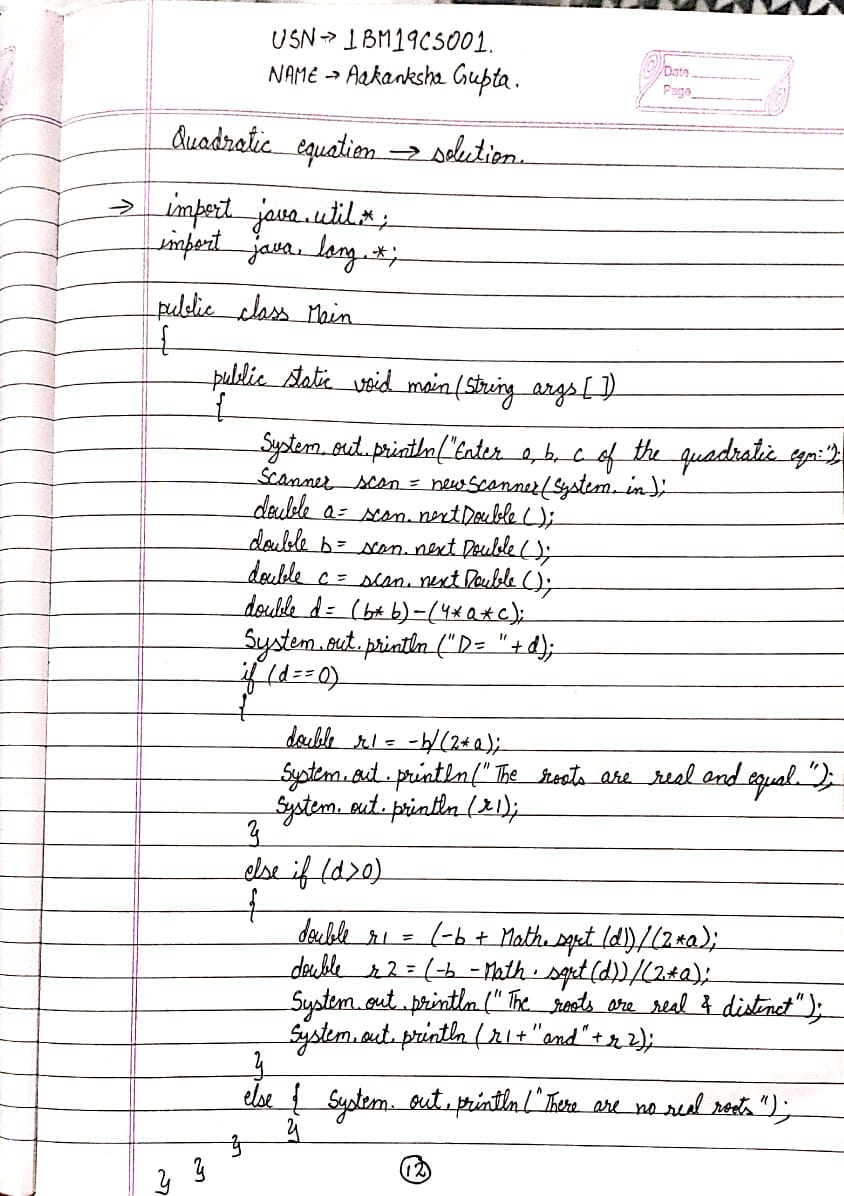 USN → 1BM19CS001.
NAME → Aakanksha Gupta.
Date
Page
Quadratic equation → solution.
→ import java.util.*;
import java.lang.*;
public class Main
{
public static void main(String args[])
{
System.out.println("Enter a, b, c of the quadratic eqn:");
Scanner scan = new Scanner(System.in);
double a = scan.nextDouble();
double b = scan.nextDouble();
double c = scan.nextDouble();
double d = (b*b)-(4*a*c);
System.out.println("D= "+d);
if (d==0)
{
double r1 = -b/(2*a);
System.out.println("The roots are real and equal.");
System.out.println(r1);
}
else if (d>0)
{
double r1 = (-b + Math.sqrt(d))/(2*a);
double r2 = (-b - Math.sqrt(d))/(2*a);
System.out.println("The roots are real & distinct");
System.out.println(r1+"and"+r2);
}
else { System.out.println("There are no real roots");
}
}
} }
12